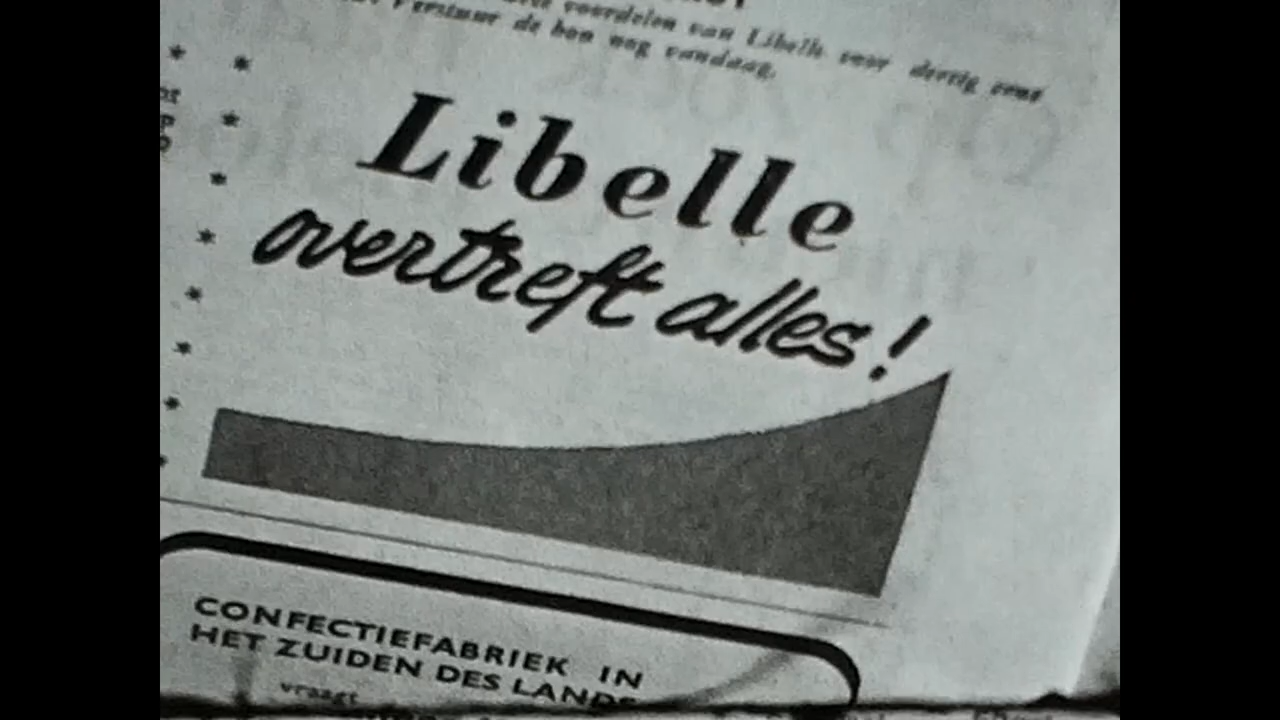 voordelen van Libelle voor dertig cent
Verstuur de bon nog vandaag.
Libelle
overtreft alles!
CONFECTIEFABRIEK IN
HET ZUIDEN DES LANDS
vraagt